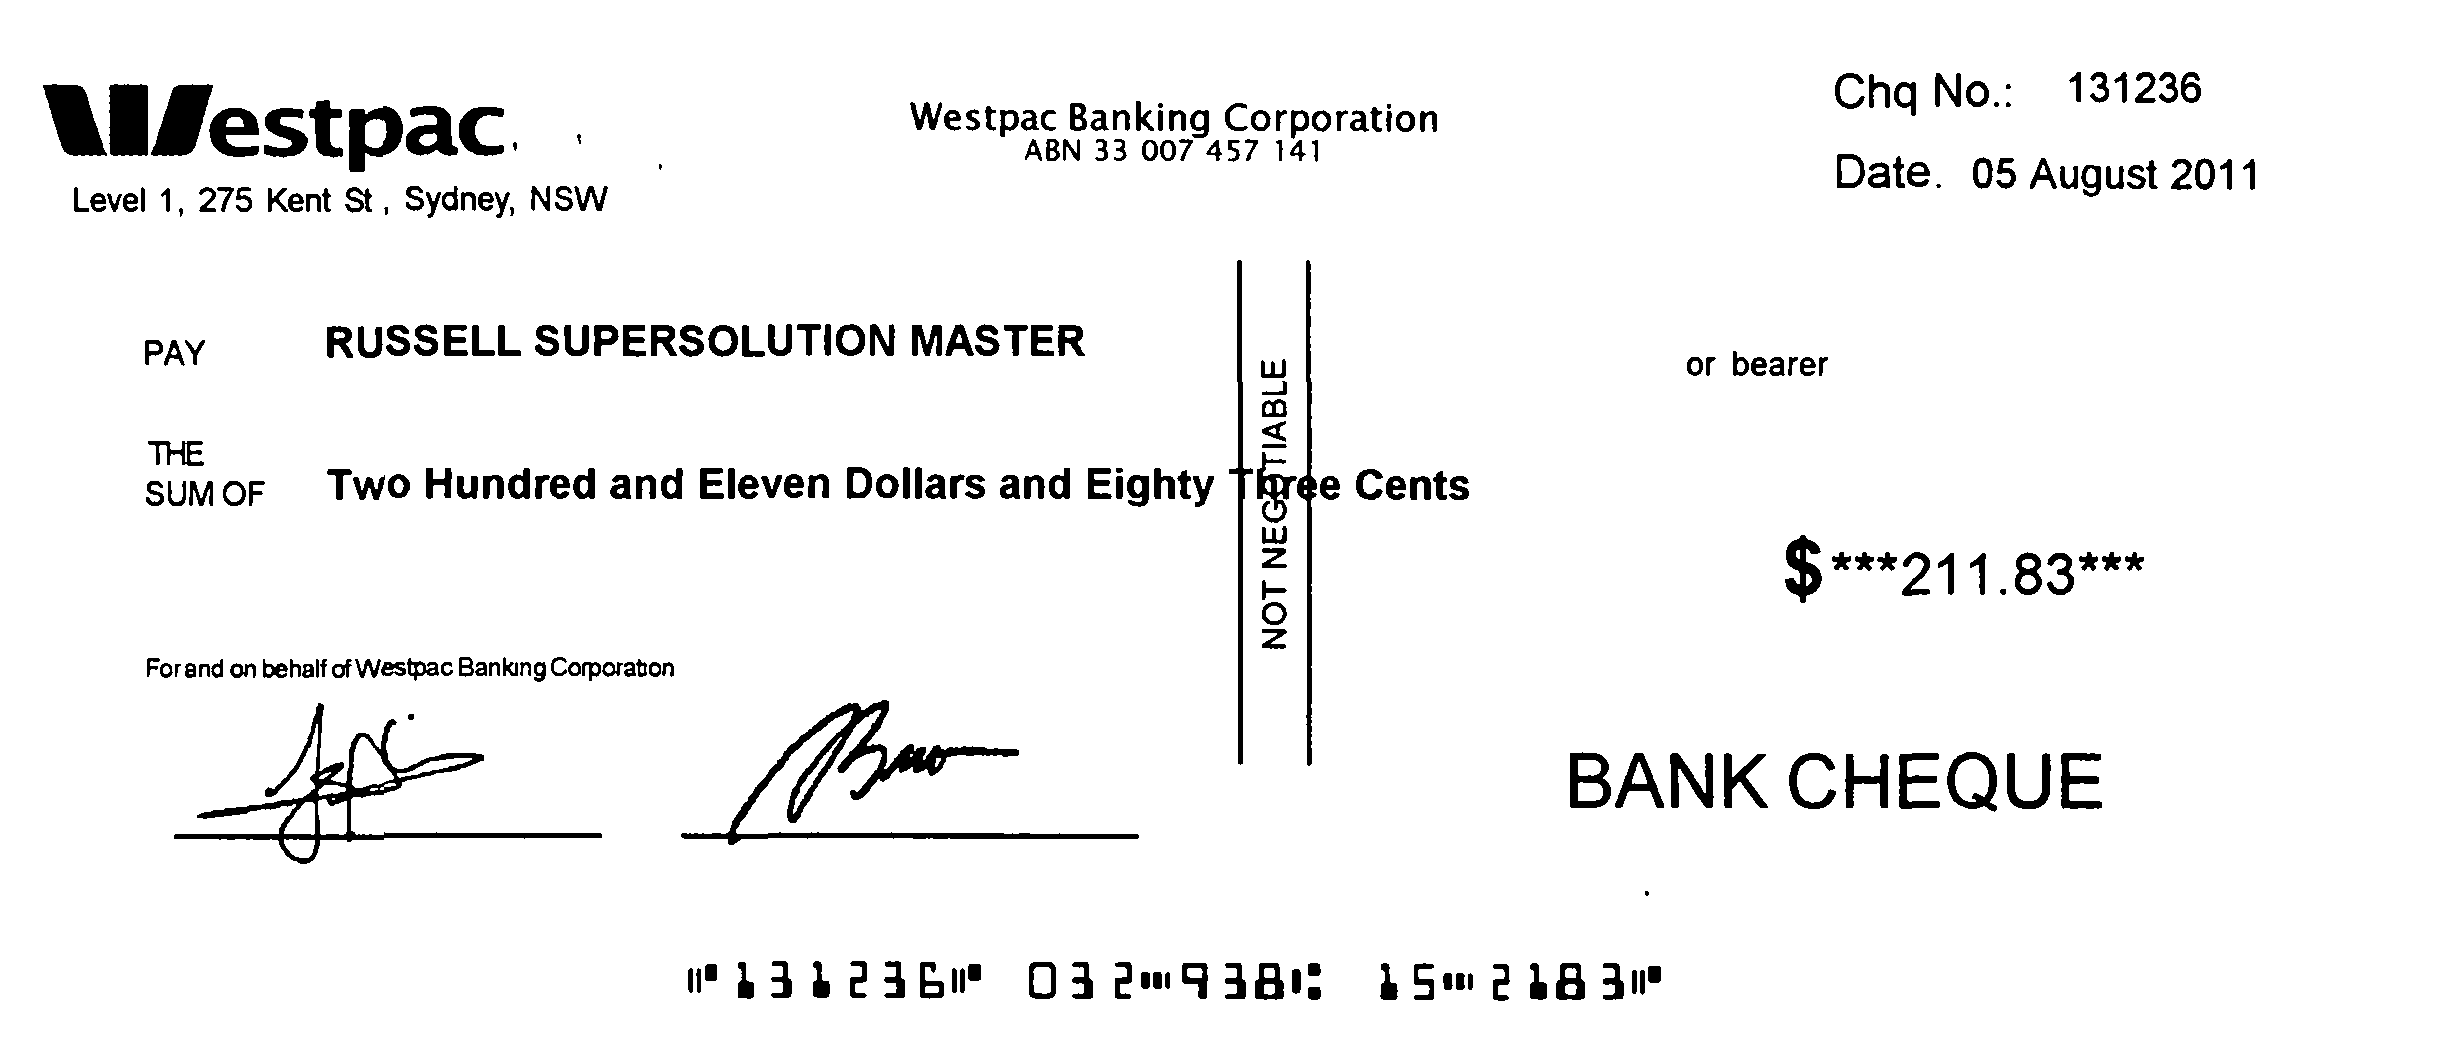 Westpac
Westpac Banking Corporation
ABN 33 007 457 141
Chq No.: 131236
Date. 05 August 2011
Level 1, 275 Kent St , Sydney, NSW
PAY RUSSELL SUPERSOLUTION MASTER or bearer
THE
SUM OF Two Hundred and Eleven Dollars and Eighty Three Cents
NOT NEGOTIABLE
$***211.83***
For and on behalf of Westpac Banking Corporation
BANK CHEQUE
⑈131236⑈ 032⑉938⑆ 15⑉2183⑈